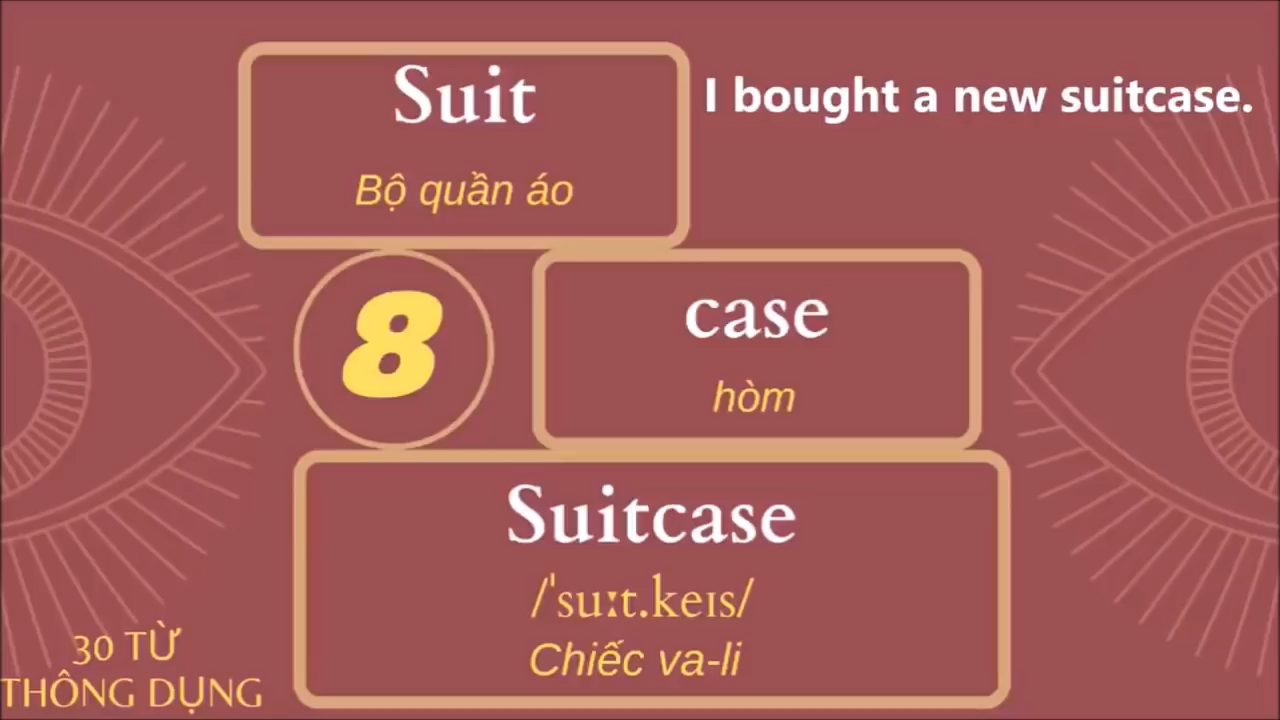 Suit
Bộ quần áo
I bought a new suitcase.
8
case
hòm
Suitcase
/ˈsuːt.keɪs/
Chiếc va-li
30 TỪ
THÔNG DỤNG